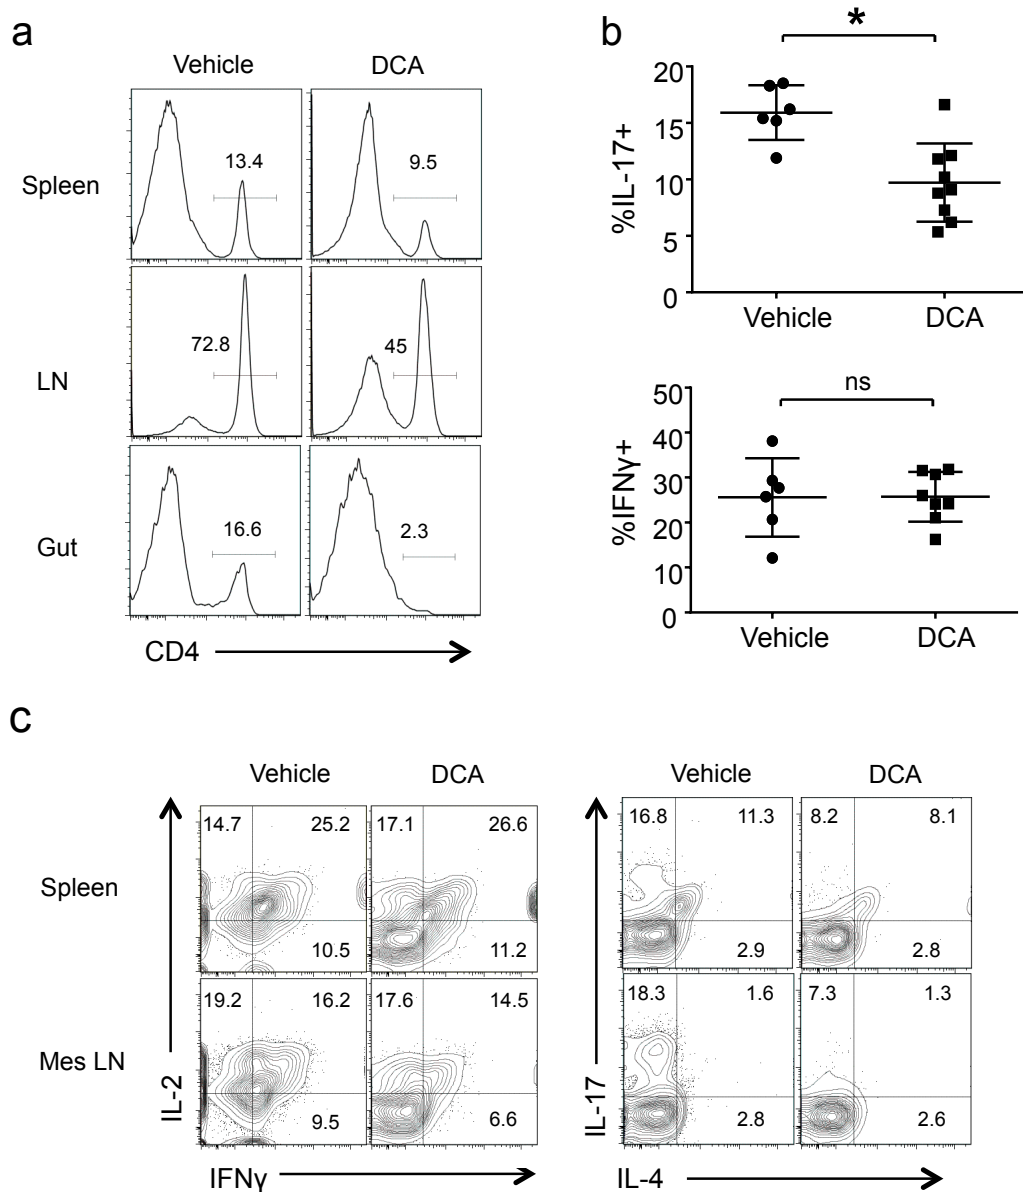 a
Vehicle DCA
Spleen 13.4 9.5
LN 72.8 45
Gut 16.6 2.3
CD4
b
*
%IL-17+
20
15
10
5
0
Vehicle DCA
ns
%IFNγ+
50
40
30
20
10
0
Vehicle DCA
c
Vehicle DCA
Spleen
14.7 25.2 17.1 26.6
10.5 11.2
Mes LN
19.2 16.2 17.6 14.5
9.5 6.6
IL-2
IFNγ
Vehicle DCA
16.8 11.3 8.2 8.1
2.9 2.8
18.3 1.6 7.3 1.3
2.8 2.6
IL-17
IL-4